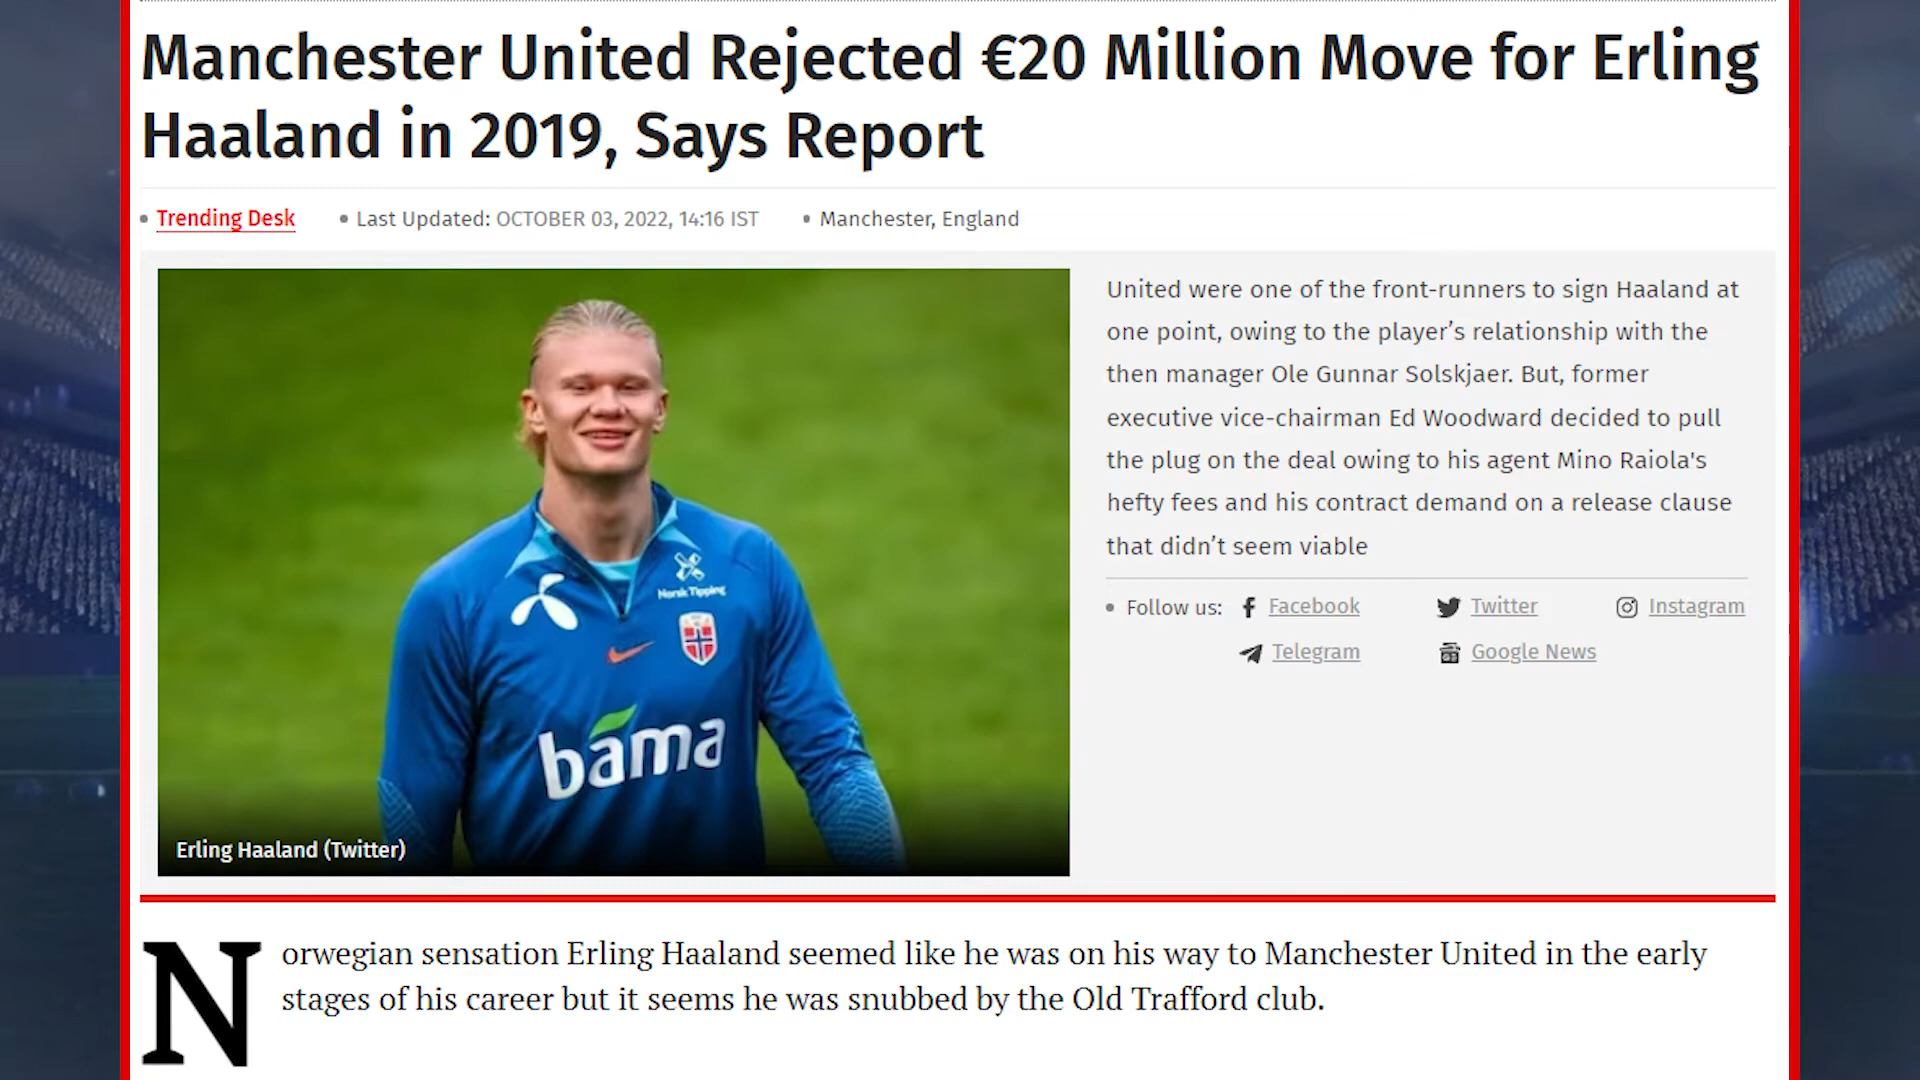 Manchester United Rejected €20 Million Move for Erling
Haaland in 2019, Says Report
Trending Desk
Last Updated: OCTOBER 03, 2022, 14:16 IST
Manchester, England
United were one of the front-runners to sign Haaland at
one point, owing to the player’s relationship with the
then manager Ole Gunnar Solskjaer. But, former
executive vice-chairman Ed Woodward decided to pull
the plug on the deal owing to his agent Mino Raiola's
hefty fees and his contract demand on a release clause
that didn’t seem viable
Follow us: Facebook Twitter Instagram
Telegram Google News
Norsk Tipping
bama
Erling Haaland (Twitter)
Norwegian sensation Erling Haaland seemed like he was on his way to Manchester United in the early
stages of his career but it seems he was snubbed by the Old Trafford club.